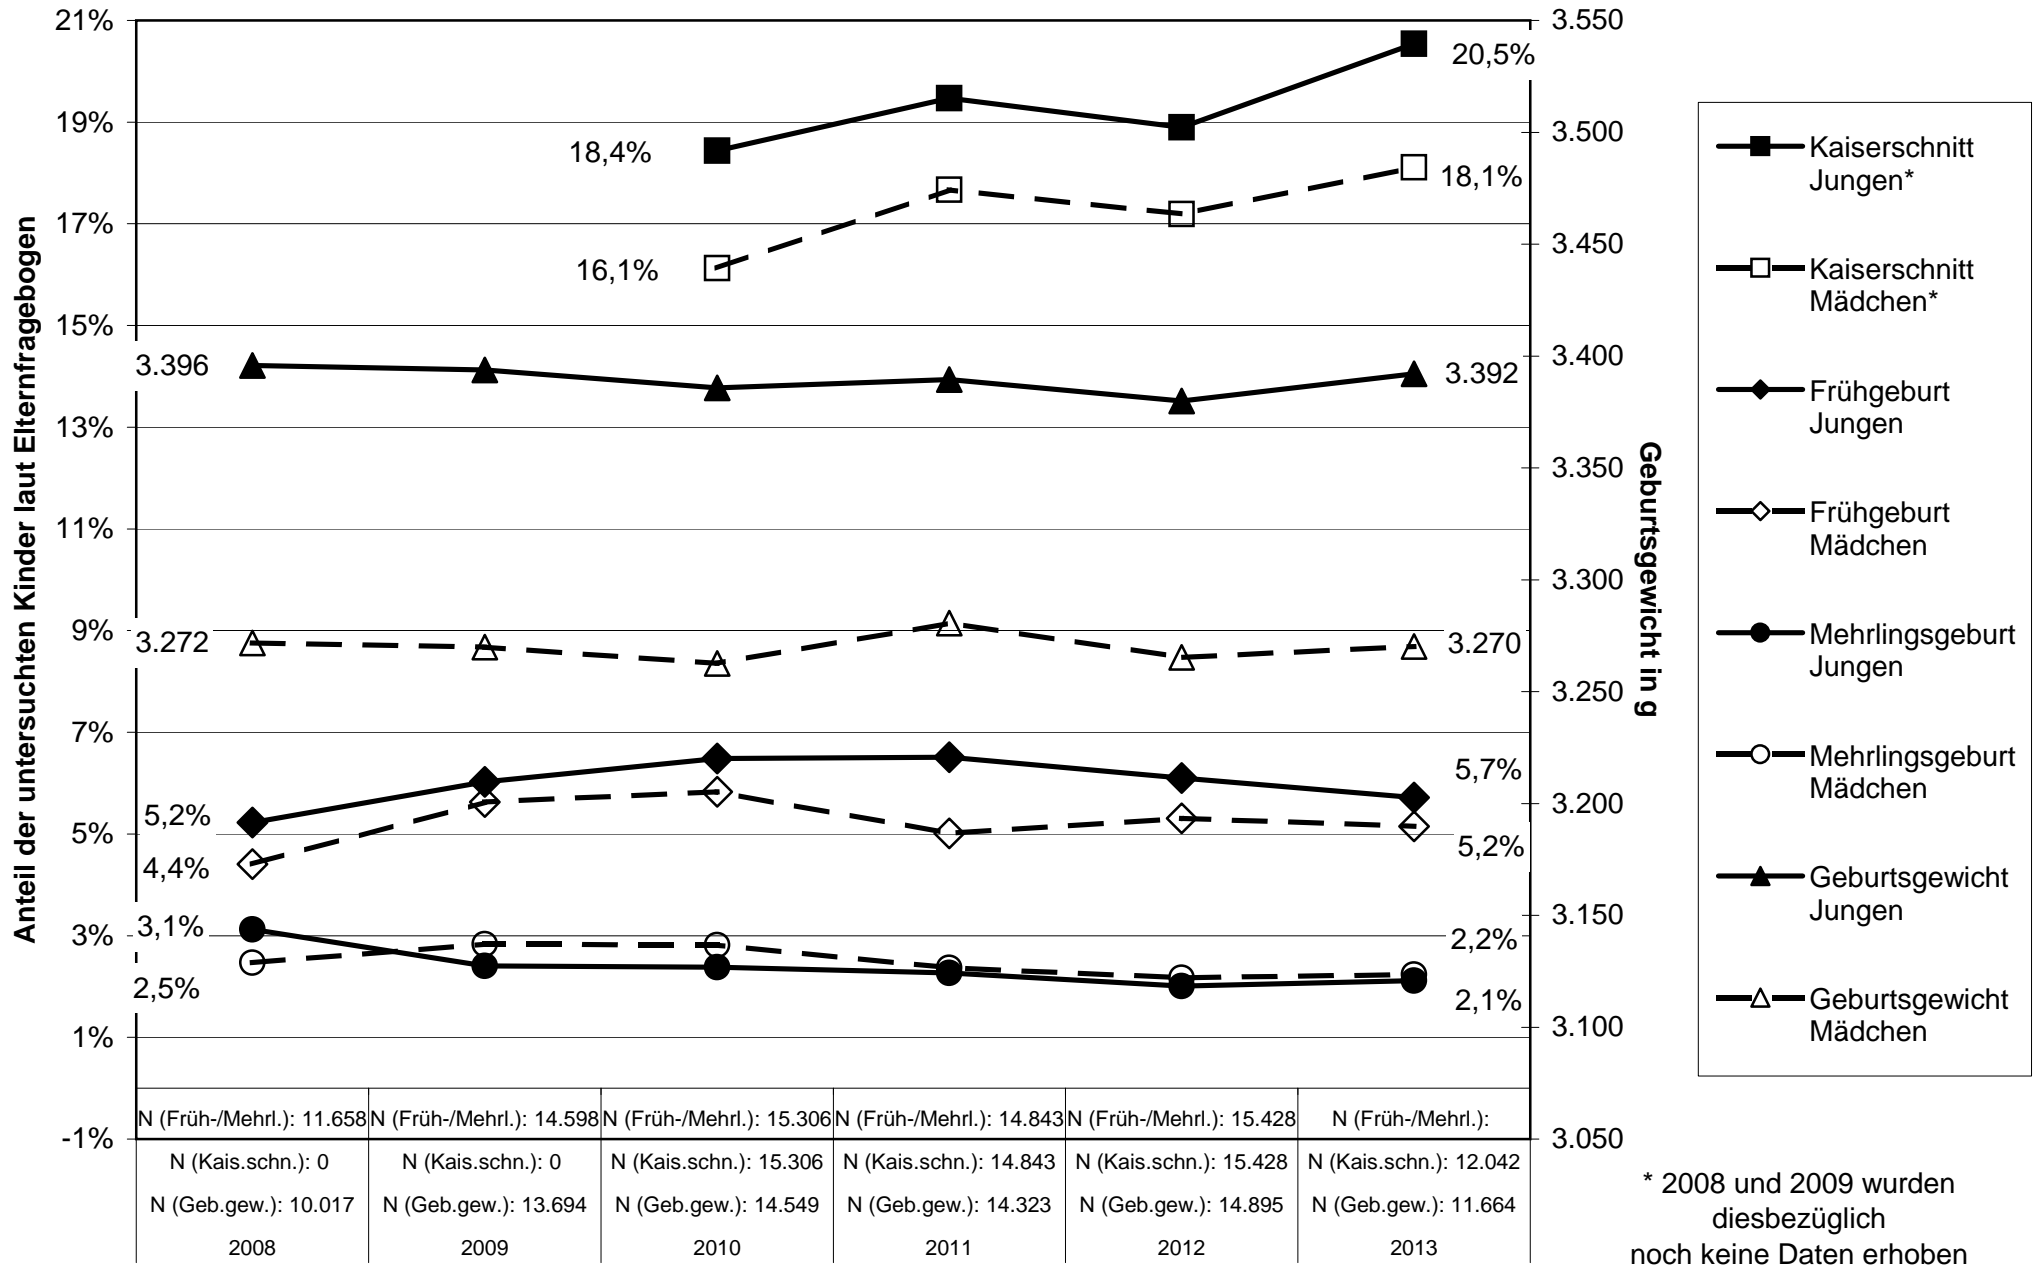 21%
19%
17%
15%
13%
11%
9%
7%
5%
3%
1%
-1%
Anteil der untersuchten Kinder laut Elternfragebogen
18,4%
20,5%
16,1%
18,1%
3.396
3.392
3.272
3.270
5,2%
5,7%
4,4%
5,2%
3,1%
2,2%
2,5%
2,1%
3.550
3.500
3.450
3.400
3.350
3.300
3.250
3.200
3.150
3.100
3.050
Geburtsgewicht in g
Kaiserschnitt
Jungen*
Kaiserschnitt
Mädchen*
Frühgeburt
Jungen
Frühgeburt
Mädchen
Mehrlingsgeburt
Jungen
Mehrlingsgeburt
Mädchen
Geburtsgewicht
Jungen
Geburtsgewicht
Mädchen
N (Früh-/Mehrl.): 11.658 N (Früh-/Mehrl.): 14.598 N (Früh-/Mehrl.): 15.306 N (Früh-/Mehrl.): 14.843 N (Früh-/Mehrl.): 15.428 N (Früh-/Mehrl.):
N (Kais.schn.): 0 N (Kais.schn.): 0 N (Kais.schn.): 15.306 N (Kais.schn.): 14.843 N (Kais.schn.): 15.428 N (Kais.schn.): 12.042
N (Geb.gew.): 10.017 N (Geb.gew.): 13.694 N (Geb.gew.): 14.549 N (Geb.gew.): 14.323 N (Geb.gew.): 14.895 N (Geb.gew.): 11.664
2008 2009 2010 2011 2012 2013
* 2008 und 2009 wurden
diesbezüglich
noch keine Daten erhoben